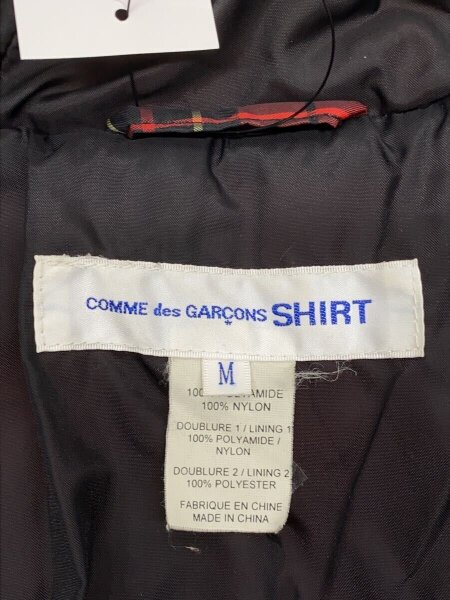 COMME des GARÇONS SHIRT
M
100% POLYAMIDE
100% NYLON
DOUBLURE 1 / LINING 1
100% POLYAMIDE /
NYLON
DOUBLURE 2 / LINING 2
100% POLYESTER
FABRIQUE EN CHINE
MADE IN CHINA